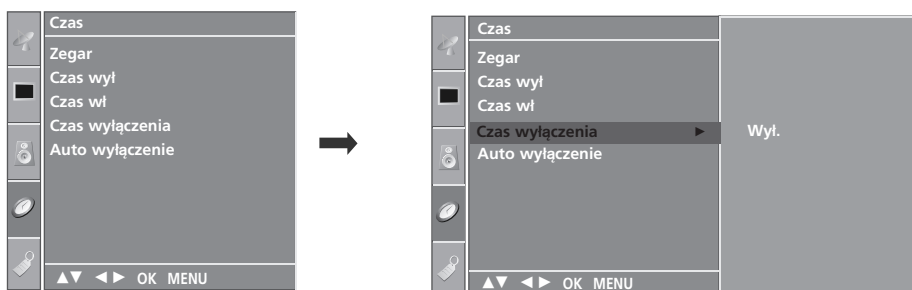 Czas
Zegar
Czas wył
Czas wł
Czas wyłączenia
Auto wyłączenie
▲▼ ◄► OK MENU
Czas
Zegar
Czas wył
Czas wł
Czas wyłączenia ►
Wył.
Auto wyłączenie
▲▼ ◄► OK MENU